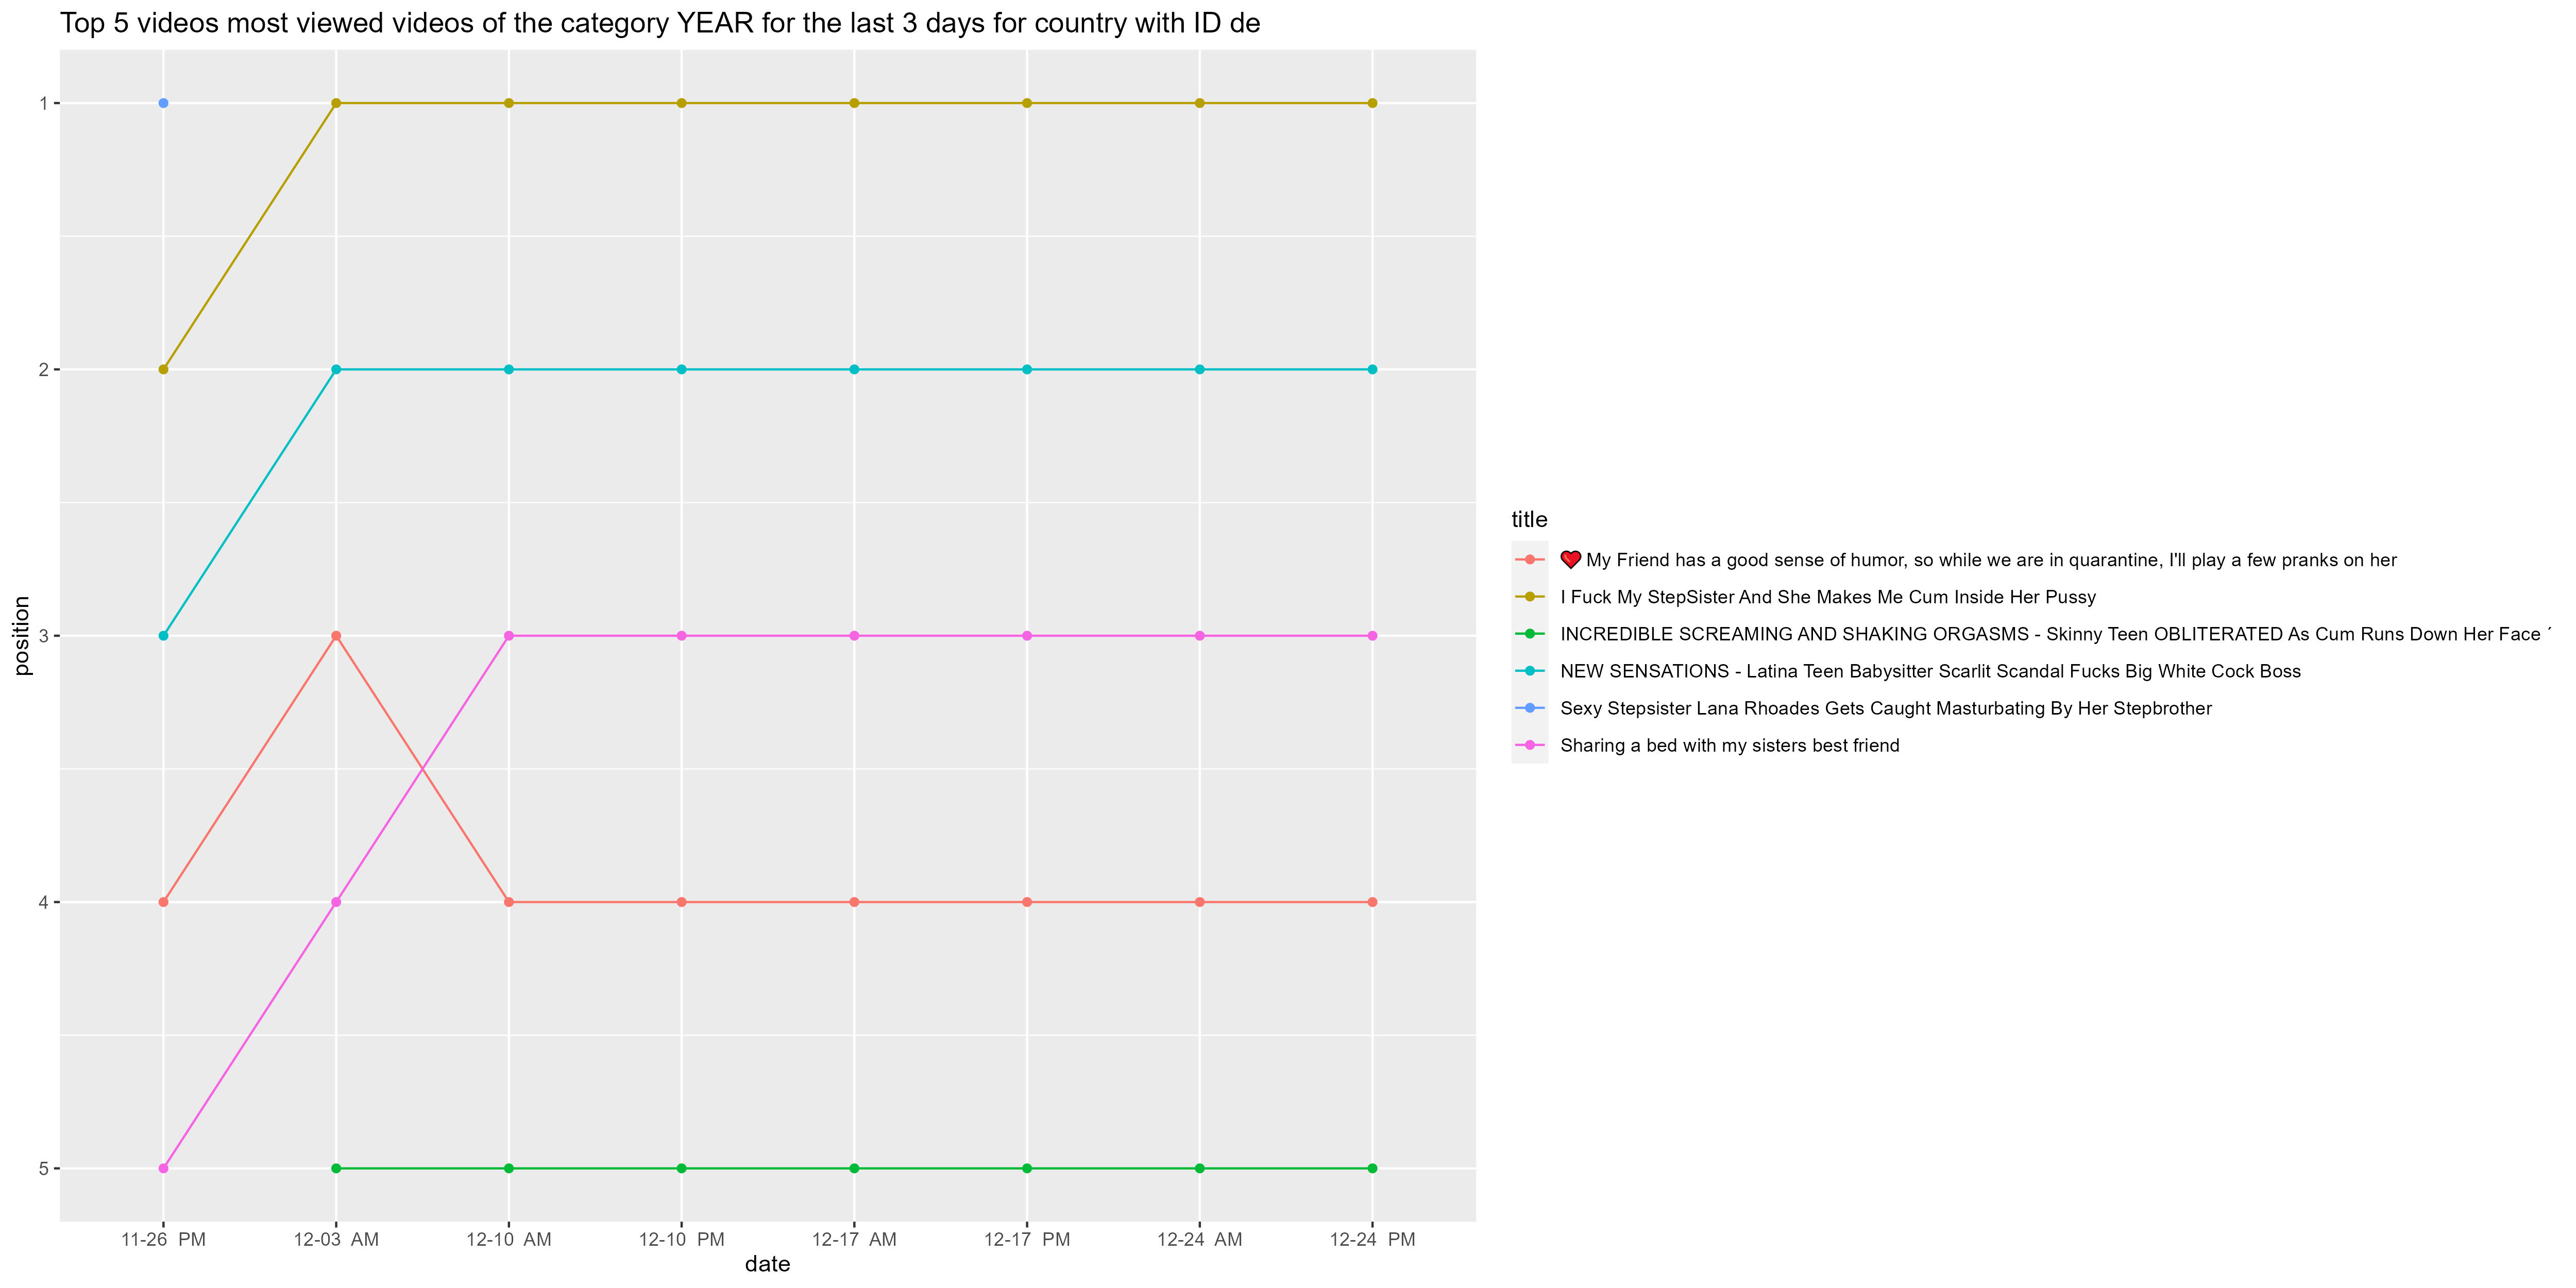 Top 5 videos most viewed videos of the category YEAR for the last 3 days for country with ID de
1
2
3
4
5
position
11-26 PM
12-03 AM
12-10 AM
12-10 PM
12-17 AM
12-17 PM
12-24 AM
12-24 PM
date
title
❤️ My Friend has a good sense of humor, so while we are in quarantine, I'll play a few pranks on her
I Fuck My StepSister And She Makes Me Cum Inside Her Pussy
INCREDIBLE SCREAMING AND SHAKING ORGASMS - Skinny Teen OBLITERATED As Cum Runs Down Her Face
NEW SENSATIONS - Latina Teen Babysitter Scarlit Scandal Fucks Big White Cock Boss
Sexy Stepsister Lana Rhoades Gets Caught Masturbating By Her Stepbrother
Sharing a bed with my sisters best friend